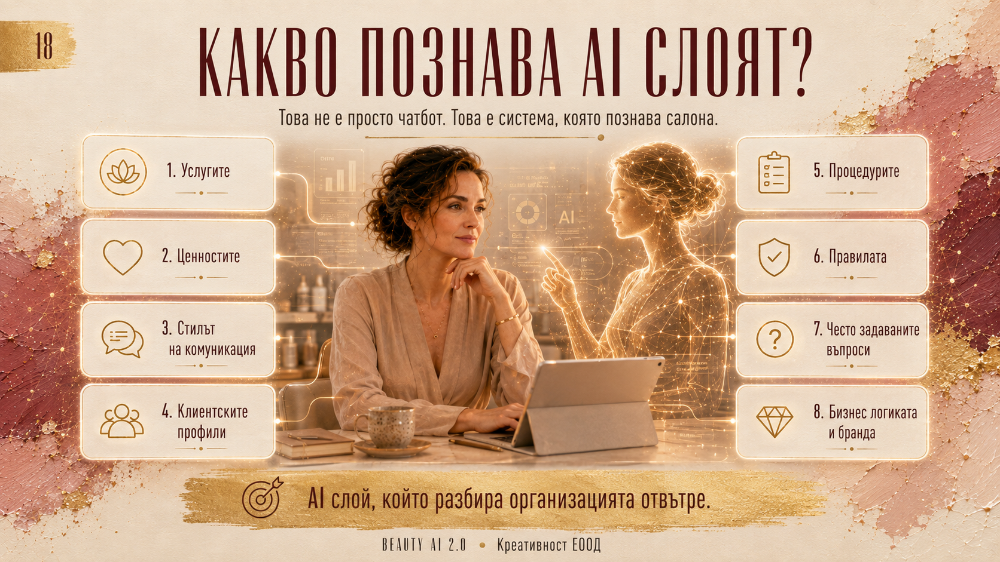 18
КАКВО ПОЗНАВА AI СЛОЯТ?
Това не е просто чатбот. Това е система, която познава салона.
1. Услугите
2. Ценностите
3. Стилът
на комуникация
4. Клиентските
профили
AI
5. Процедурите
6. Правилата
7. Често задаваните
въпроси
8. Бизнес логиката
и бранда
AI слой, който разбира организацията отвътре.
BEAUTY AI 2.0 • Креативност ЕООД